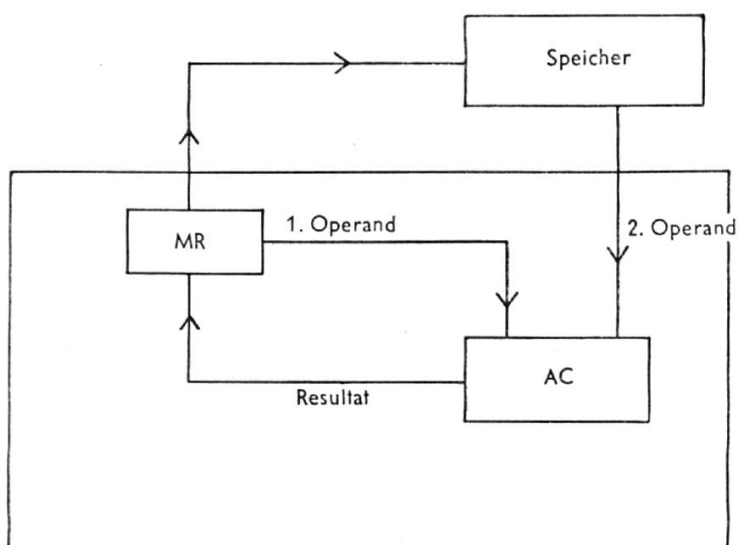 Speicher
MR
1. Operand
2. Operand
AC
Resultat